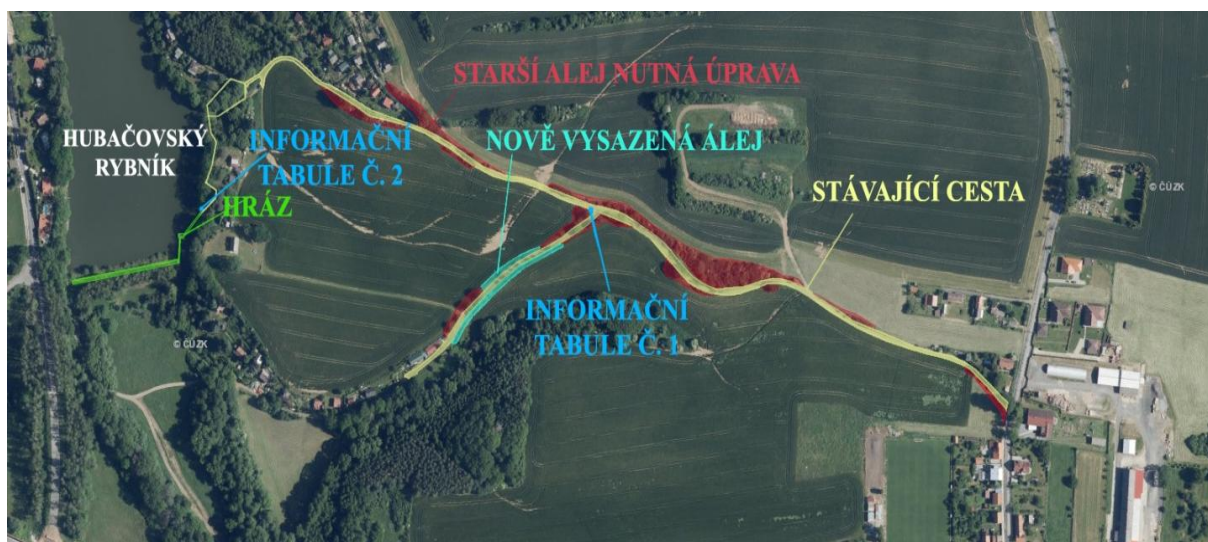 STARŠÍ ALEJ NUTNÁ ÚPRAVA
HUBAČOVSKÝ
RYBNÍK
INFORMAČNÍ
TABULE Č. 2
NOVĚ VYSAZENÁ ÁLEJ
HRÁZ
STÁVAJÍCÍ CESTA
© ČÚZK
INFORMAČNÍ
TABULE Č. 1
© ČÚZK